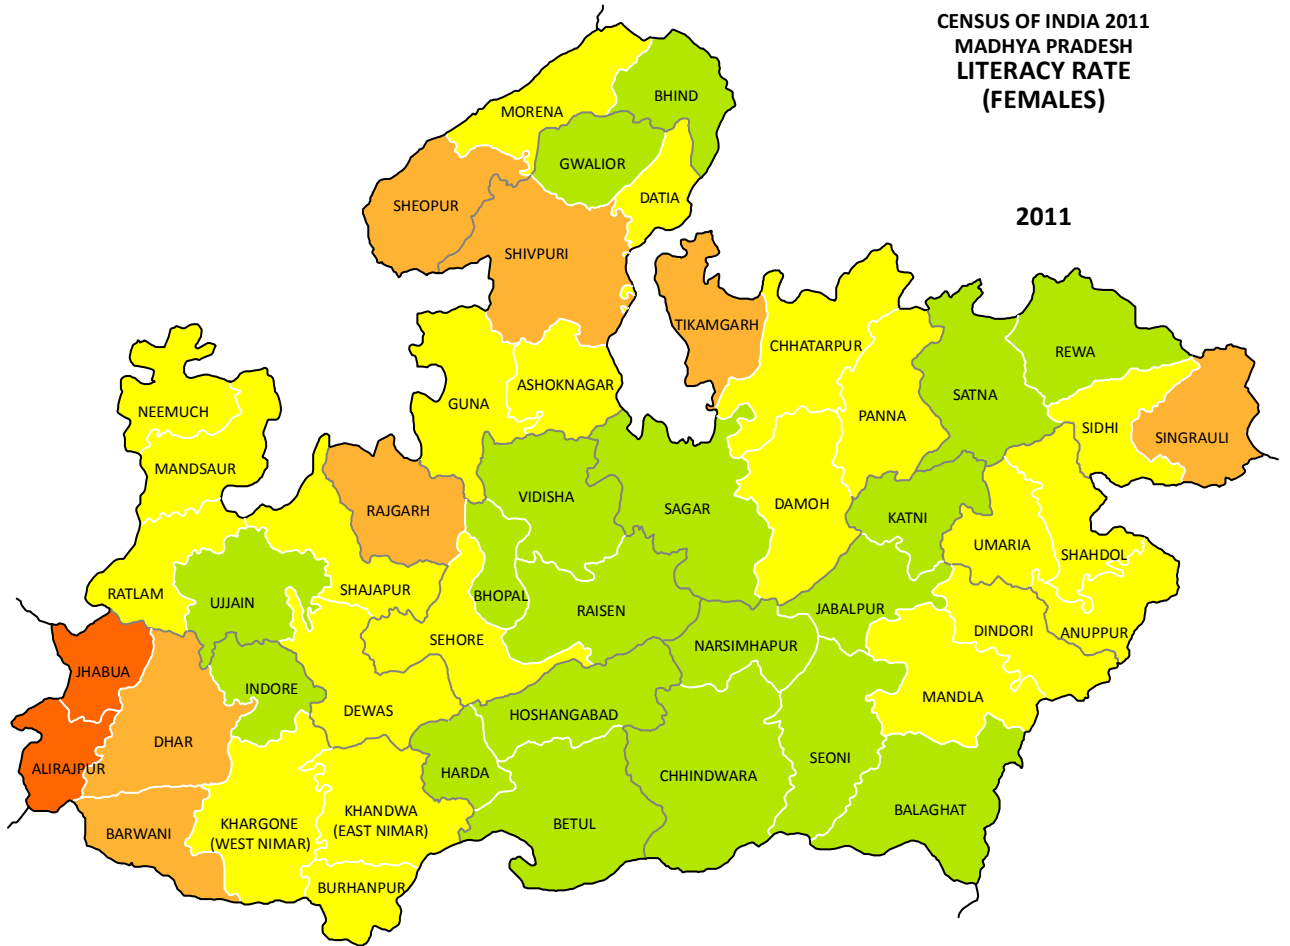 CENSUS OF INDIA 2011
MADHYA PRADESH
LITERACY RATE
(FEMALES)
2011
BHIND
MORENA
GWALIOR
DATIA
SHEOPUR
SHIVPURI
TIKAMGARH
CHHATARPUR
REWA
ASHOKNAGAR
SATNA
GUNA
NEEMUCH
PANNA
SIDHI
SINGRAULI
MANDSAUR
VIDISHA
DAMOH
SAGAR
RAJGARH
KATNI
UMARIA
SHAHDOL
SHAJAPUR
RATLAM
BHOPAL
UJJAIN
RAISEN
JABALPUR
DINDORI
ANUPPUR
SEHORE
NARSIMHAPUR
JHABUA
INDORE
MANDLA
DEWAS
HOSHANGABAD
DHAR
SEONI
ALIRAJPUR
HARDA
CHHINDWARA
BALAGHAT
KHANDWA
(EAST NIMAR)
KHARGONE
(WEST NIMAR)
BETUL
BARWANI
BURHANPUR